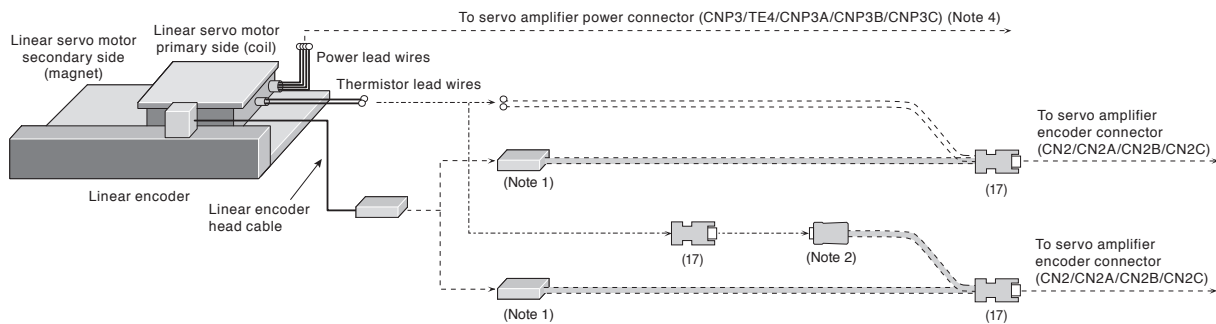 To servo amplifier power connector (CNP3/TE4/CNP3A/CNP3B/CNP3C) (Note 4)
Linear servo motor
primary side (coil)
Linear servo motor
secondary side
(magnet)
Power lead wires
Thermistor lead wires
To servo amplifier
encoder connector
(CN2/CN2A/CN2B/CN2C)
(Note 1)
(17)
Linear encoder
Linear encoder
head cable
(17)
(Note 2)
To servo amplifier
encoder connector
(CN2/CN2A/CN2B/CN2C)
(Note 1)
(17)